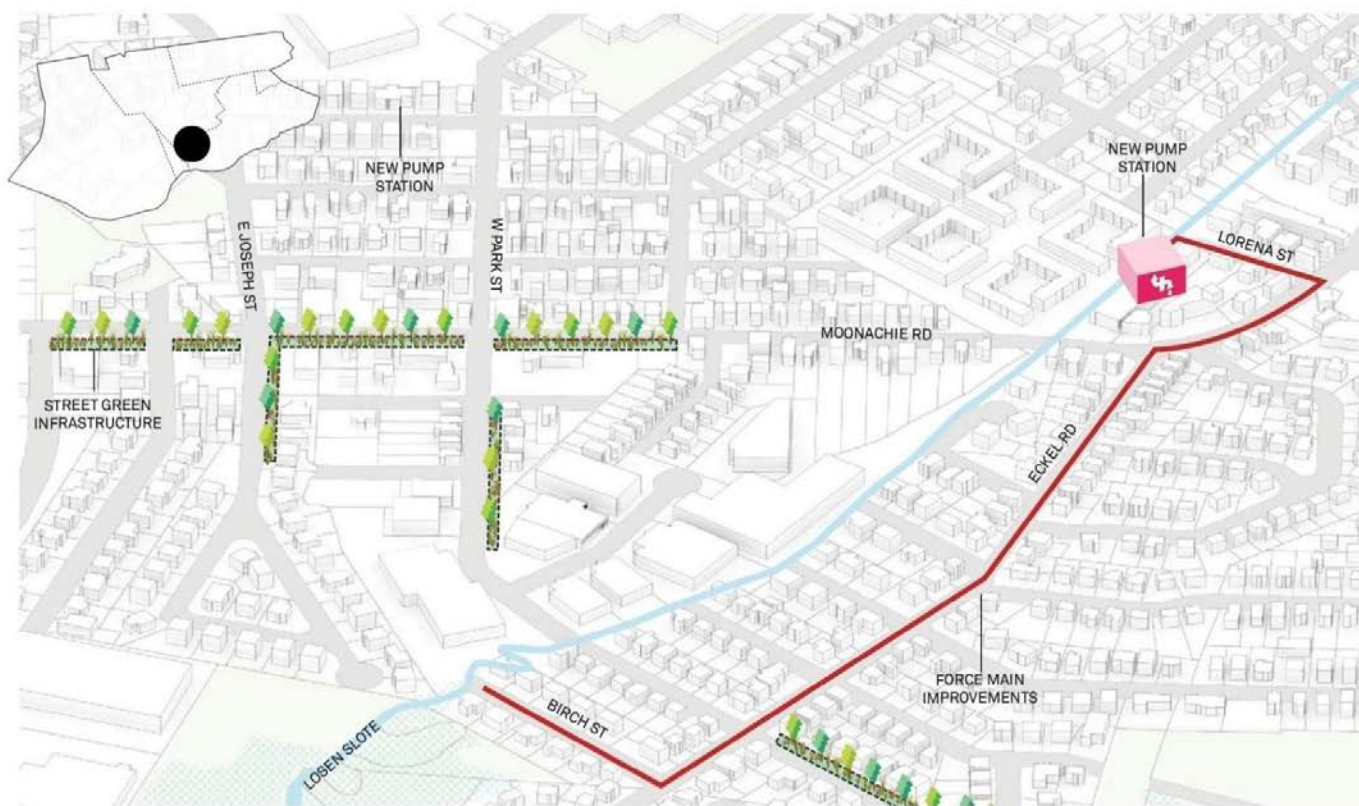 NEW PUMP
STATION
NEW PUMP
STATION
E JOSEPH ST
W PARK ST
LORENA ST
MOONACHIE RD
STREET GREEN
INFRASTRUCTURE
ECKEL RD
FORCE MAIN
IMPROVEMENTS
BIRCH ST
LOSEN SLOTE